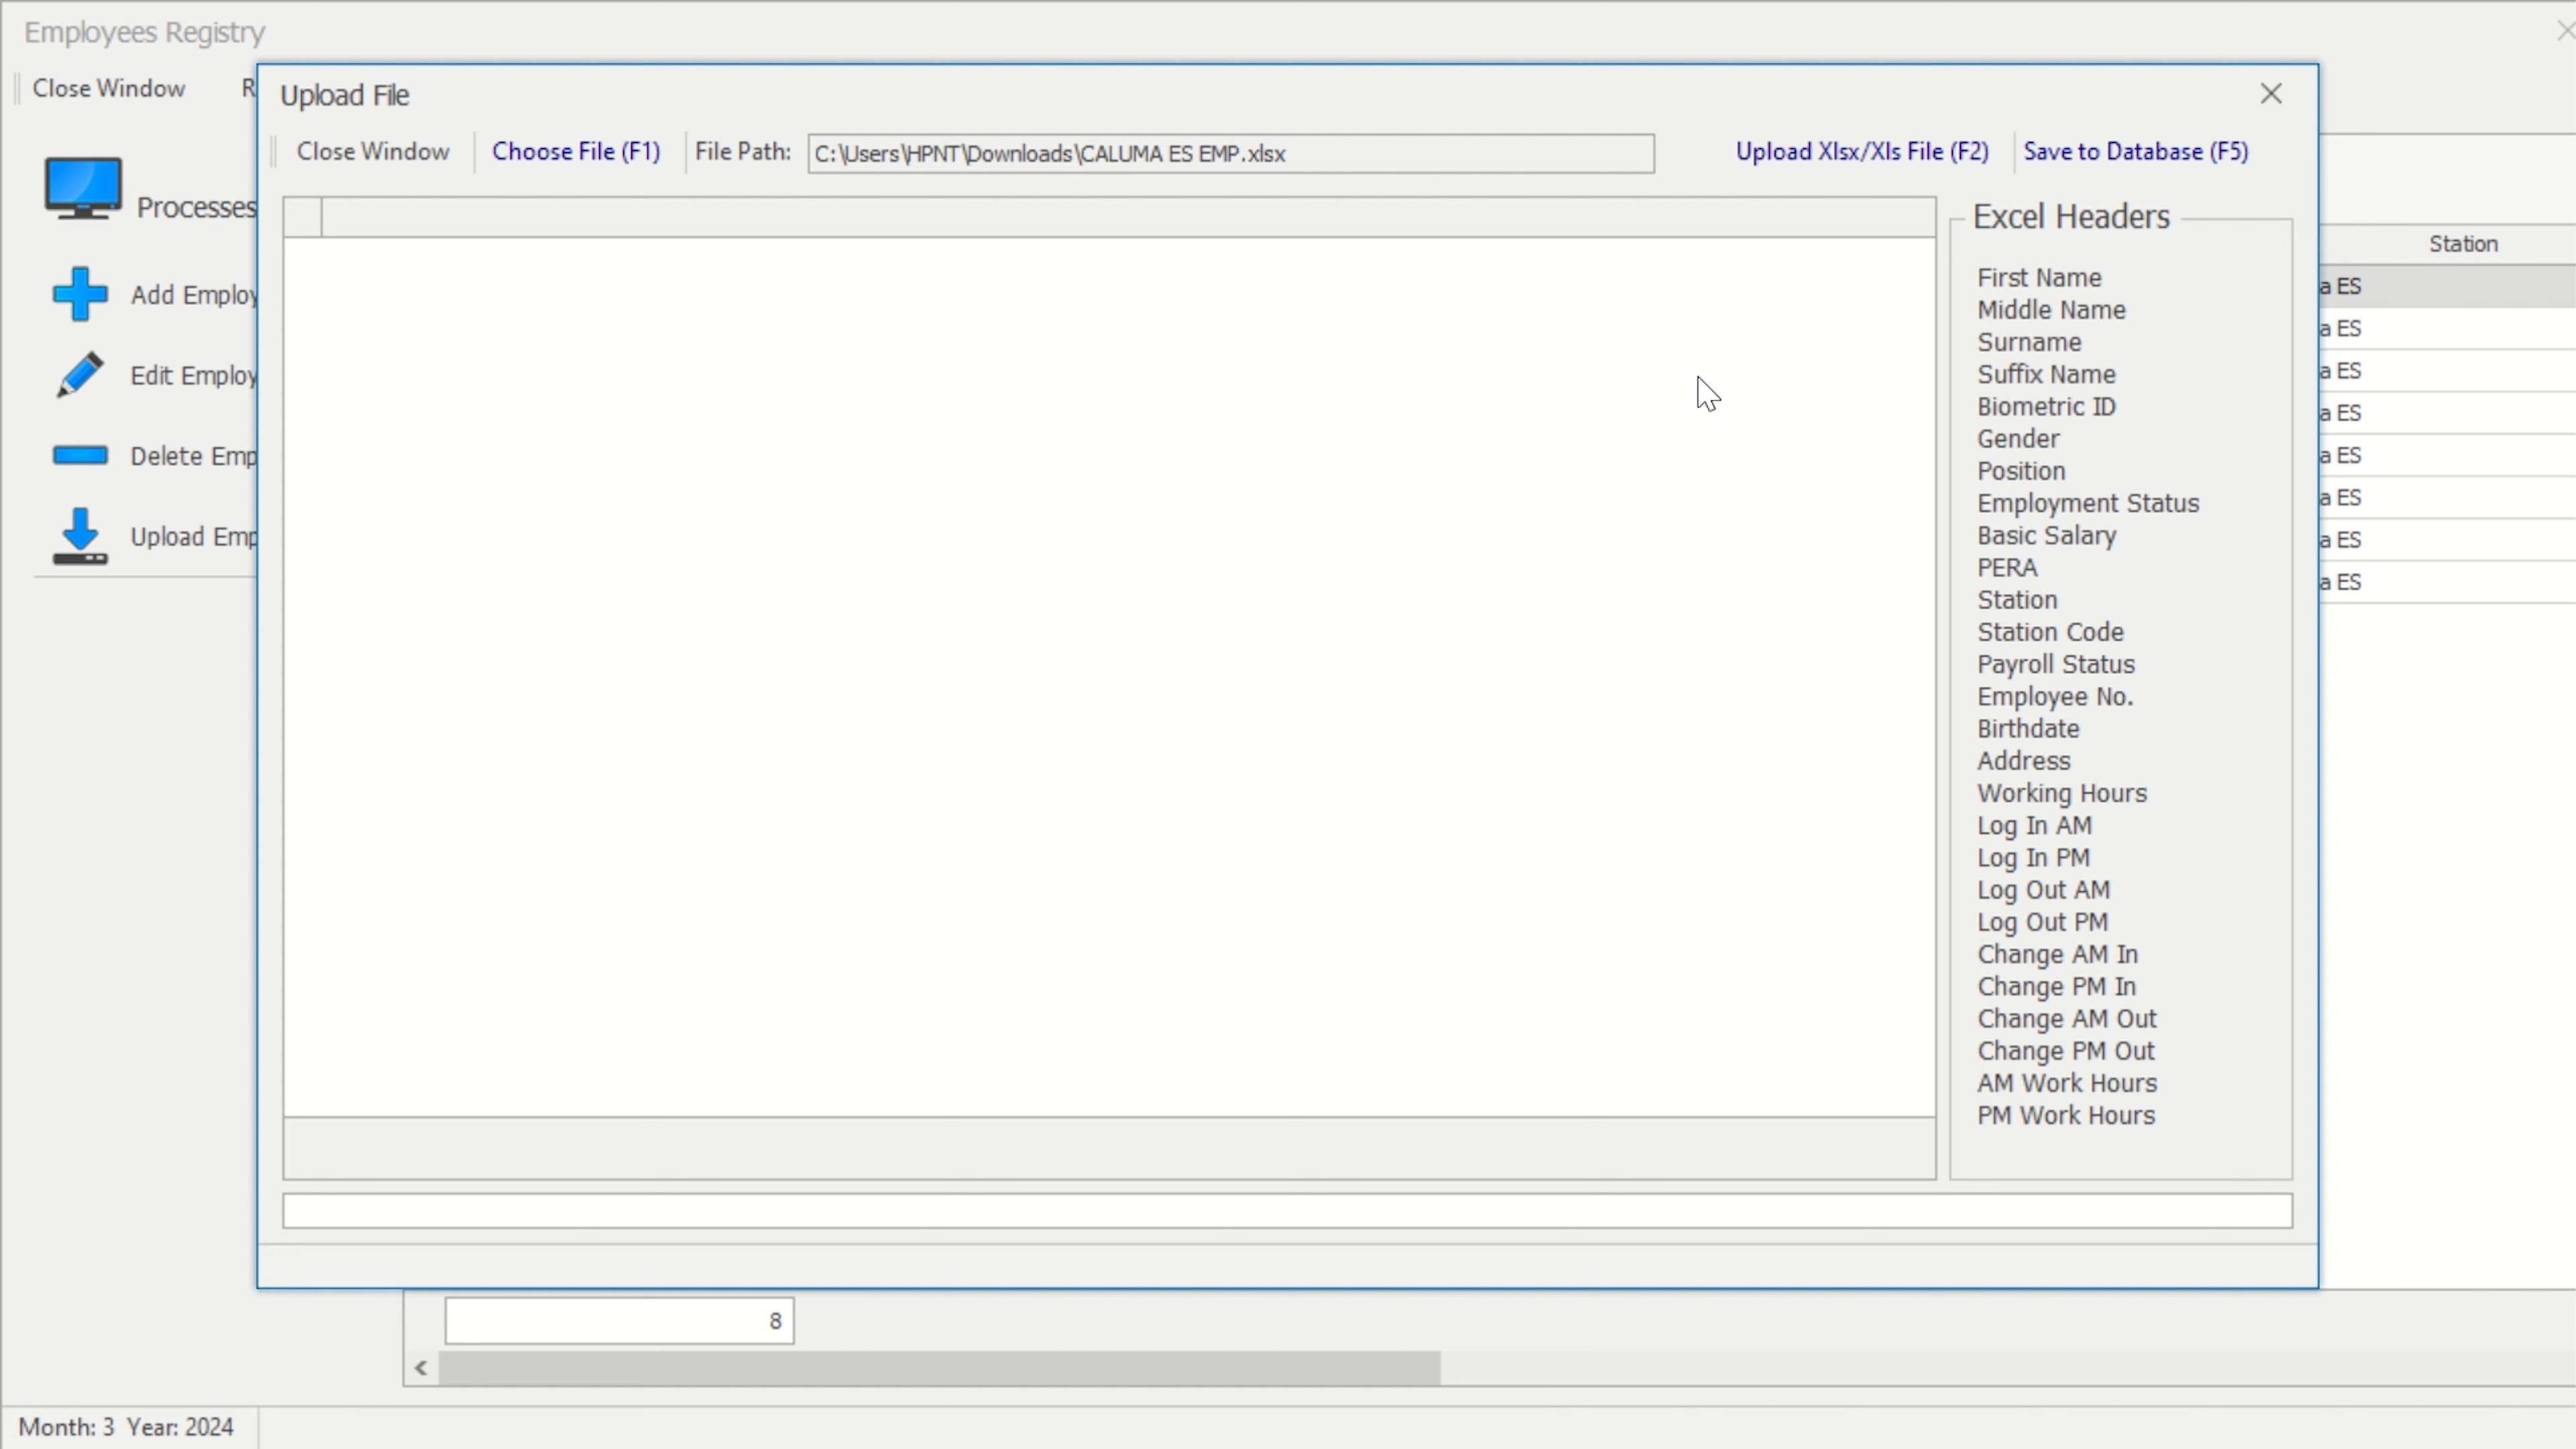 Employees Registry
Close Window R
Upload File
Close Window Choose File (F1) File Path: C:\Users\HPNT\Downloads\CALUMA ES EMP.xlsx Upload Xlsx/Xls File (F2) Save to Database (F5)
Processes
Add Employ
Edit Employ
Delete Emp
Upload Emp
Excel Headers
First Name
Middle Name
Surname
Suffix Name
Biometric ID
Gender
Position
Employment Status
Basic Salary
PERA
Station
Station Code
Payroll Status
Employee No.
Birthdate
Address
Working Hours
Log In AM
Log In PM
Log Out AM
Log Out PM
Change AM In
Change PM In
Change AM Out
Change PM Out
AM Work Hours
PM Work Hours
Station
a ES
a ES
a ES
a ES
a ES
a ES
a ES
a ES
8
Month: 3 Year: 2024